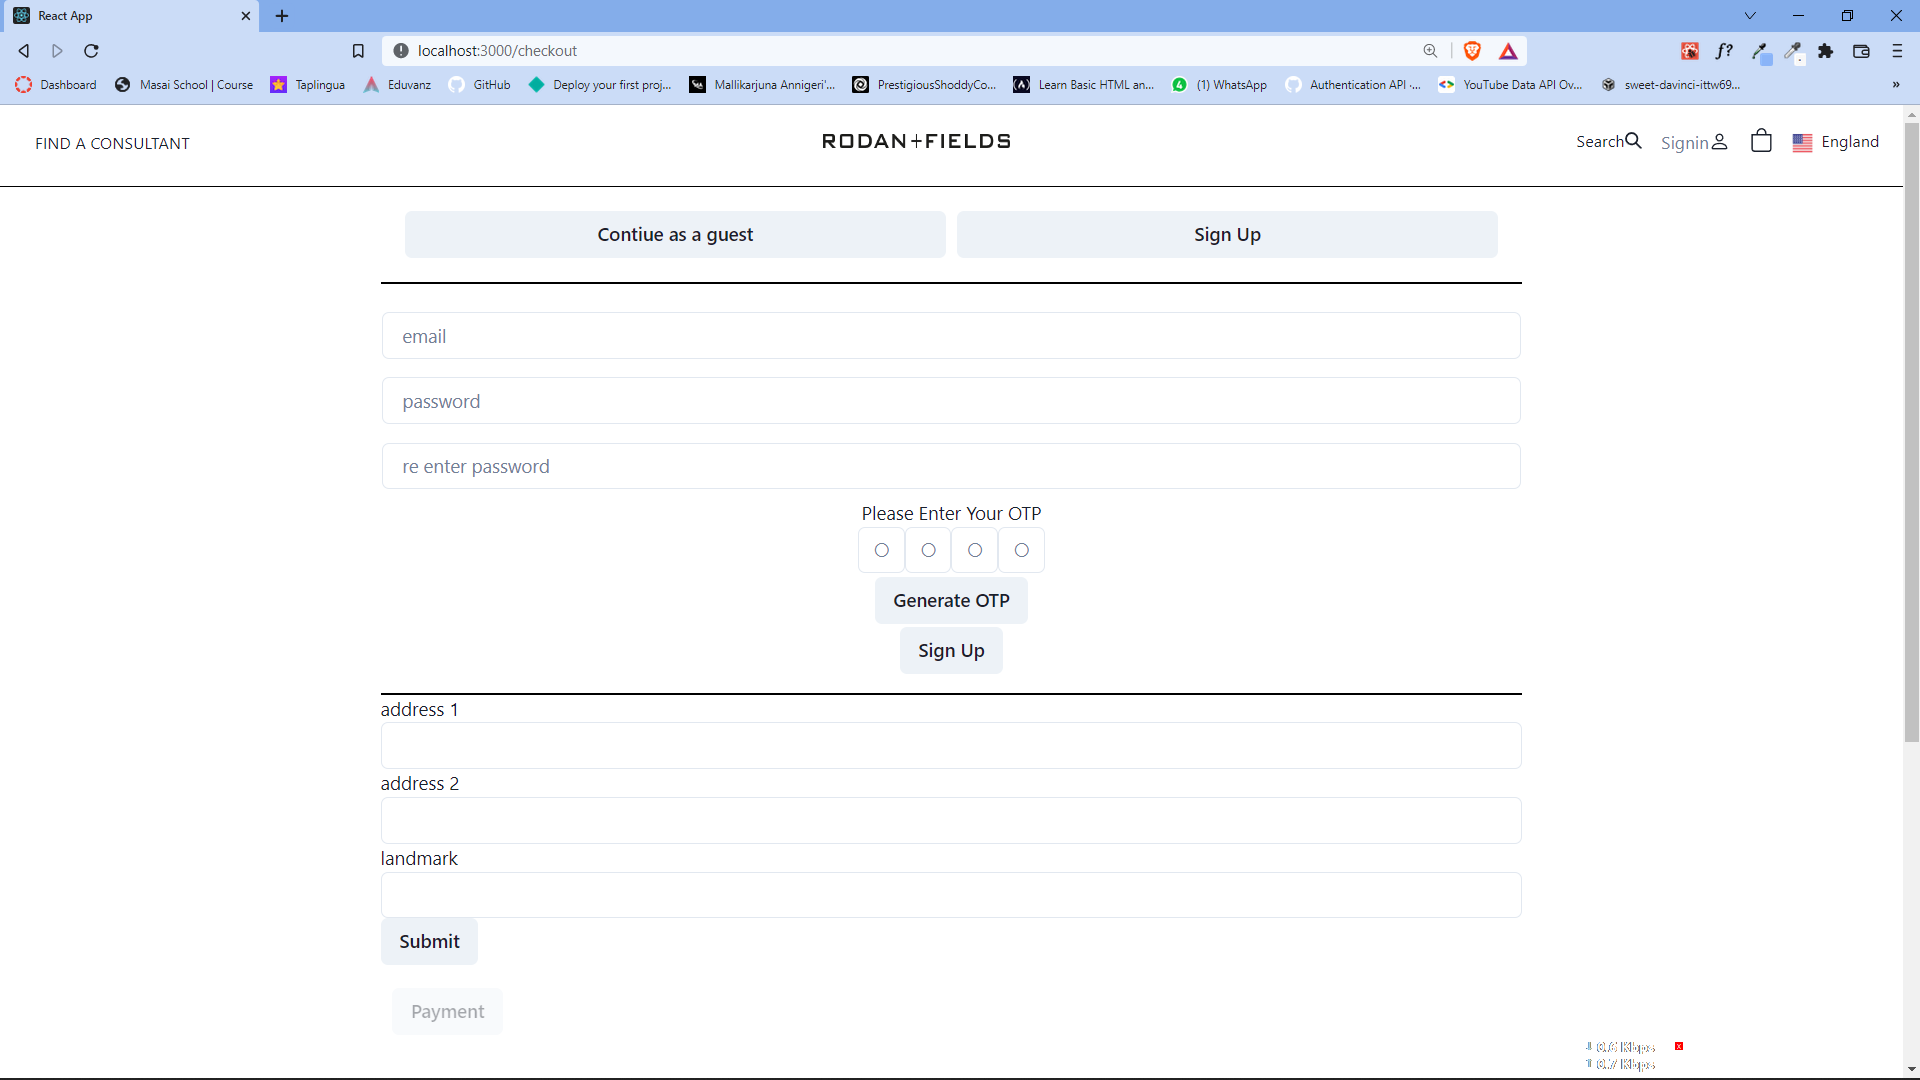 React App
localhost:3000/checkout
Dashboard Masai School | Course Taplingua Eduvanz GitHub Deploy your first proj... Mallikarjuna Annigeri'... PrestigiousShoddyCo... Learn Basic HTML an... (1) WhatsApp Authentication API -... YouTube Data API Ov... sweet-davinci-ittw69... »
FIND A CONSULTANT RODAN+FIELDS Search Signin England
Contiue as a guest Sign Up
email
password
re enter password
Please Enter Your OTP
Generate OTP
Sign Up
address 1
address 2
landmark
Submit
Payment
↓ 0.6 Kbps
↑ 0.7 Kbps